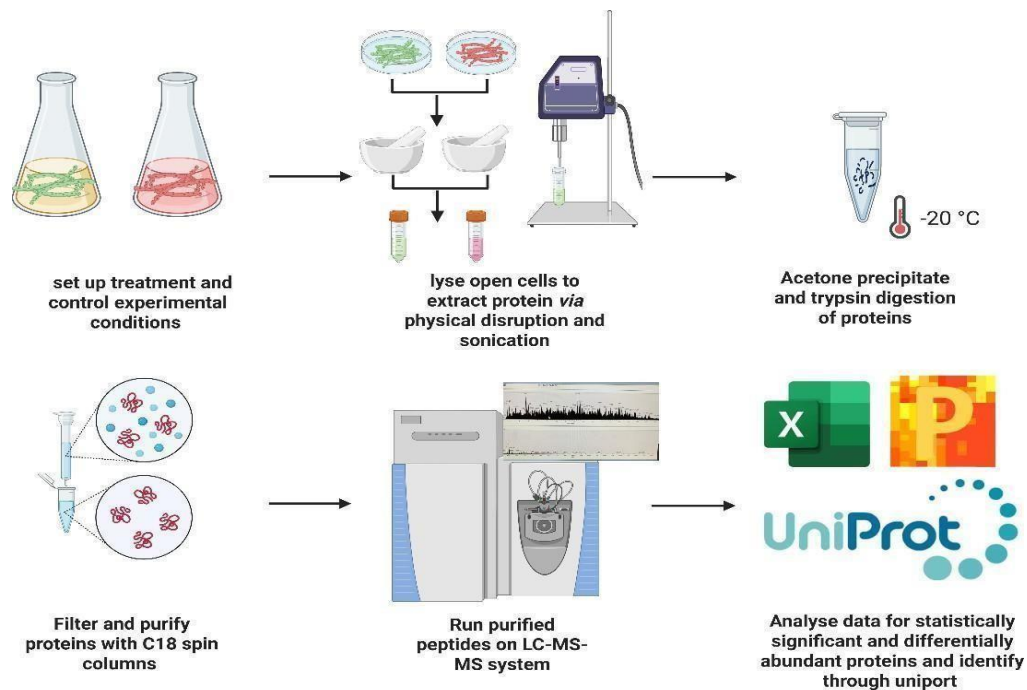 -20 °C
set up treatment and
control experimental
conditions
lyse open cells to
extract protein via
physical disruption and
sonication
Acetone precipitate
and trypsin digestion
of proteins
X
P
UniProt
Filter and purify
proteins with C18 spin
columns
Run purified
peptides on LC-MS-
MS system
Analyse data for statistically
significant and differentially
abundant proteins and identify
through uniport